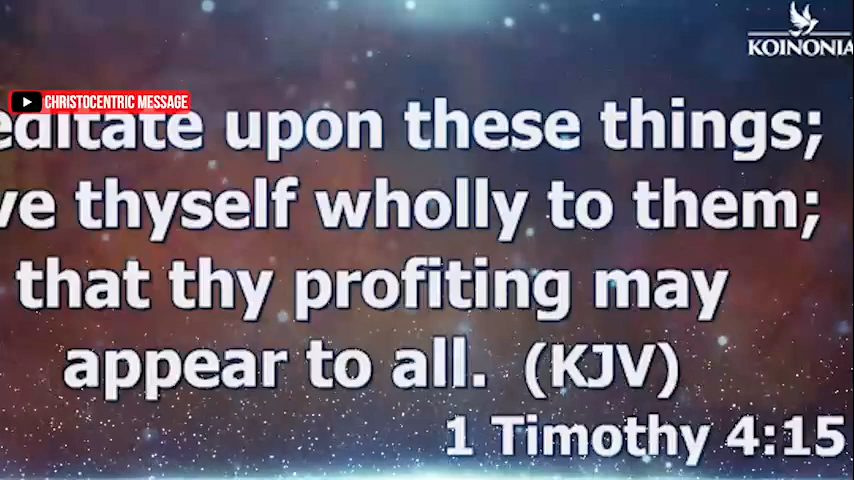 KOINONIA
CHRISTOCENTRIC MESSAGE
editate upon these things;
ve thyself wholly to them;
that thy profiting may
appear to all. (KJV)
1 Timothy 4:15